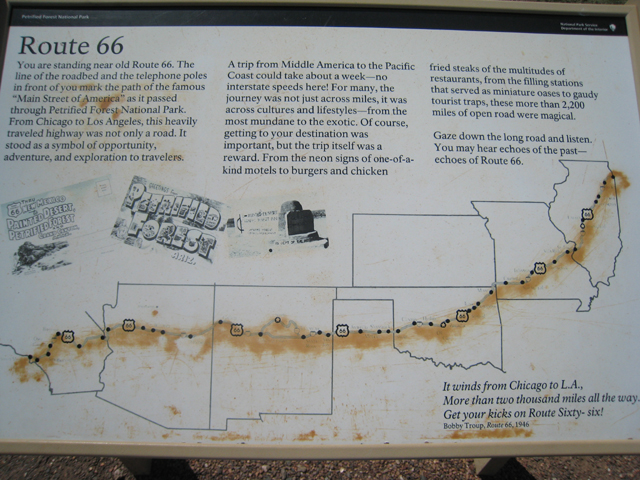 Petrified Forest National Park
National Park Service
Department of the Interior
Route 66
You are standing near old Route 66. The
line of the roadbed and the telephone poles
in front of you mark the path of the famous
"Main Street of America" as it passed
through Petrified Forest National Park.
From Chicago to Los Angeles, this heavily
traveled highway was not only a road. It
stood as a symbol of opportunity,
adventure, and exploration to travelers.
A trip from Middle America to the Pacific
Coast could take about a week—no
interstate speeds here! For many, the
journey was not just across miles, it was
across cultures and lifestyles—from the
most mundane to the exotic. Of course,
getting to your destination was
important, but the trip itself was a
reward. From the neon signs of one-of-a-
kind motels to burgers and chicken
fried steaks of the multitudes of
restaurants, from the filling stations
that served as miniature oases to gaudy
tourist traps, these more than 2,200
miles of open road were magical.
Gaze down the long road and listen.
You may hear echoes of the past—
echoes of Route 66.
PAINTED DESERT
PETRIFIED FOREST
PETRIFIED
FOREST
ARIZ.
66
66
66
66
66
66
66
It winds from Chicago to L.A.,
More than two thousand miles all the way.
Get your kicks on Route Sixty- six!
Bobby Troup, Route 66, 1946